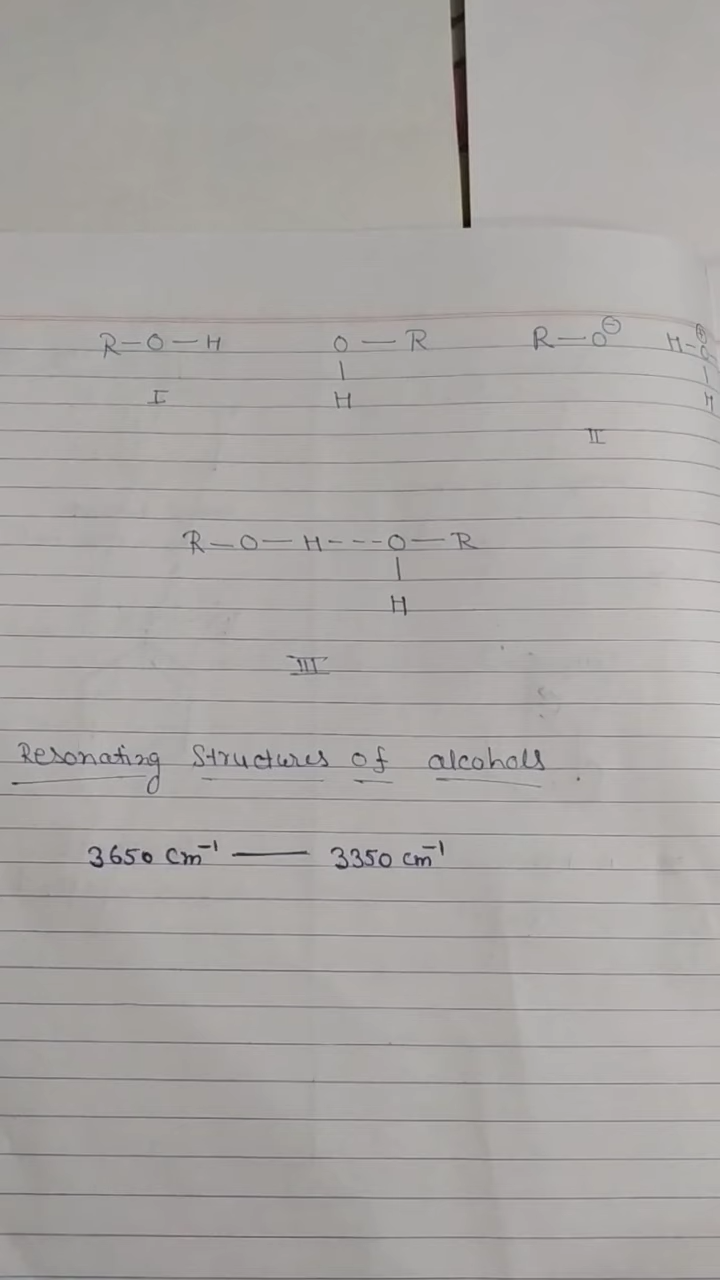 R-O-H O-R R-O⊖ H-O⊕
| |
I H H
II
R-O-H---O-R
|
H
III
Resonating Structures of alcohols.
3650 cm⁻¹ — 3350 cm⁻¹